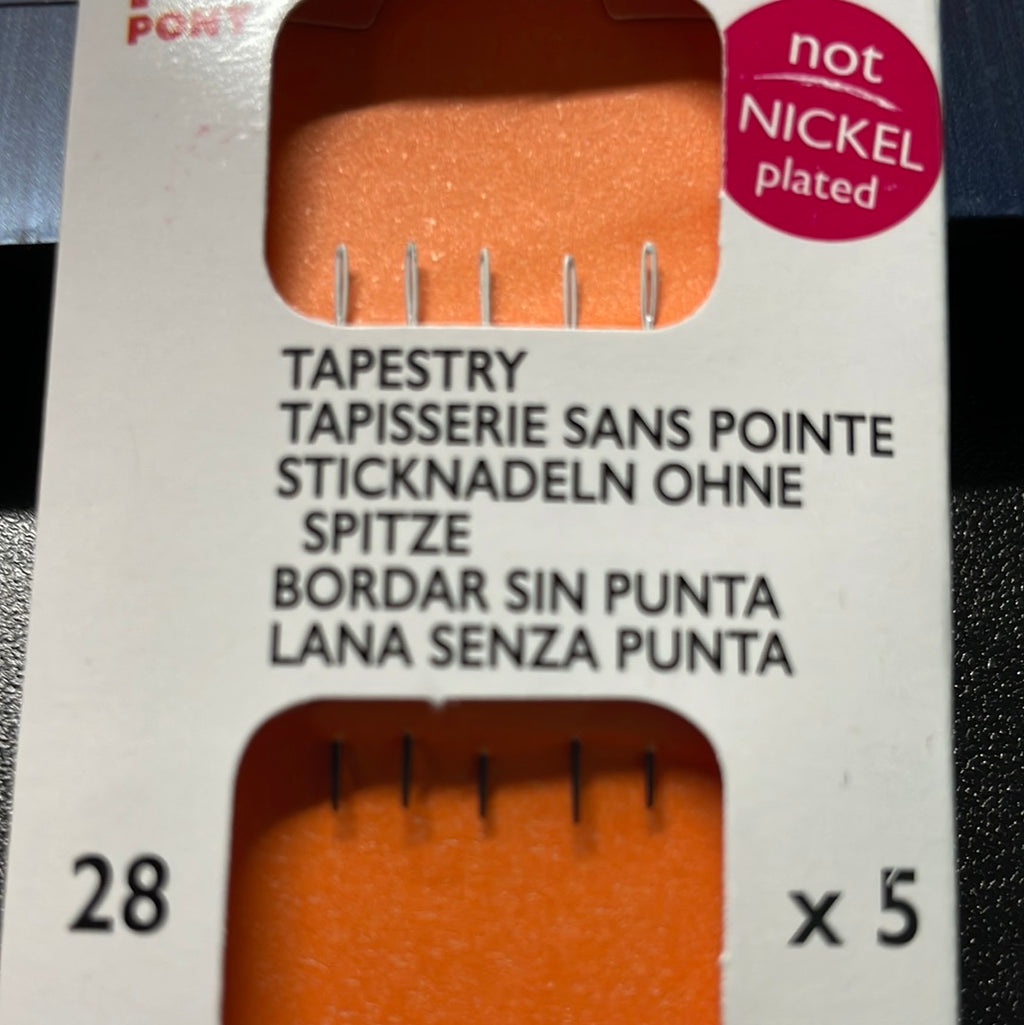 PONY
not
NICKEL
plated
TAPESTRY
TAPISSERIE SANS POINTE
STICKNADELN OHNE
SPITZE
BORDAR SIN PUNTA
LANA SENZA PUNTA
28
x 5